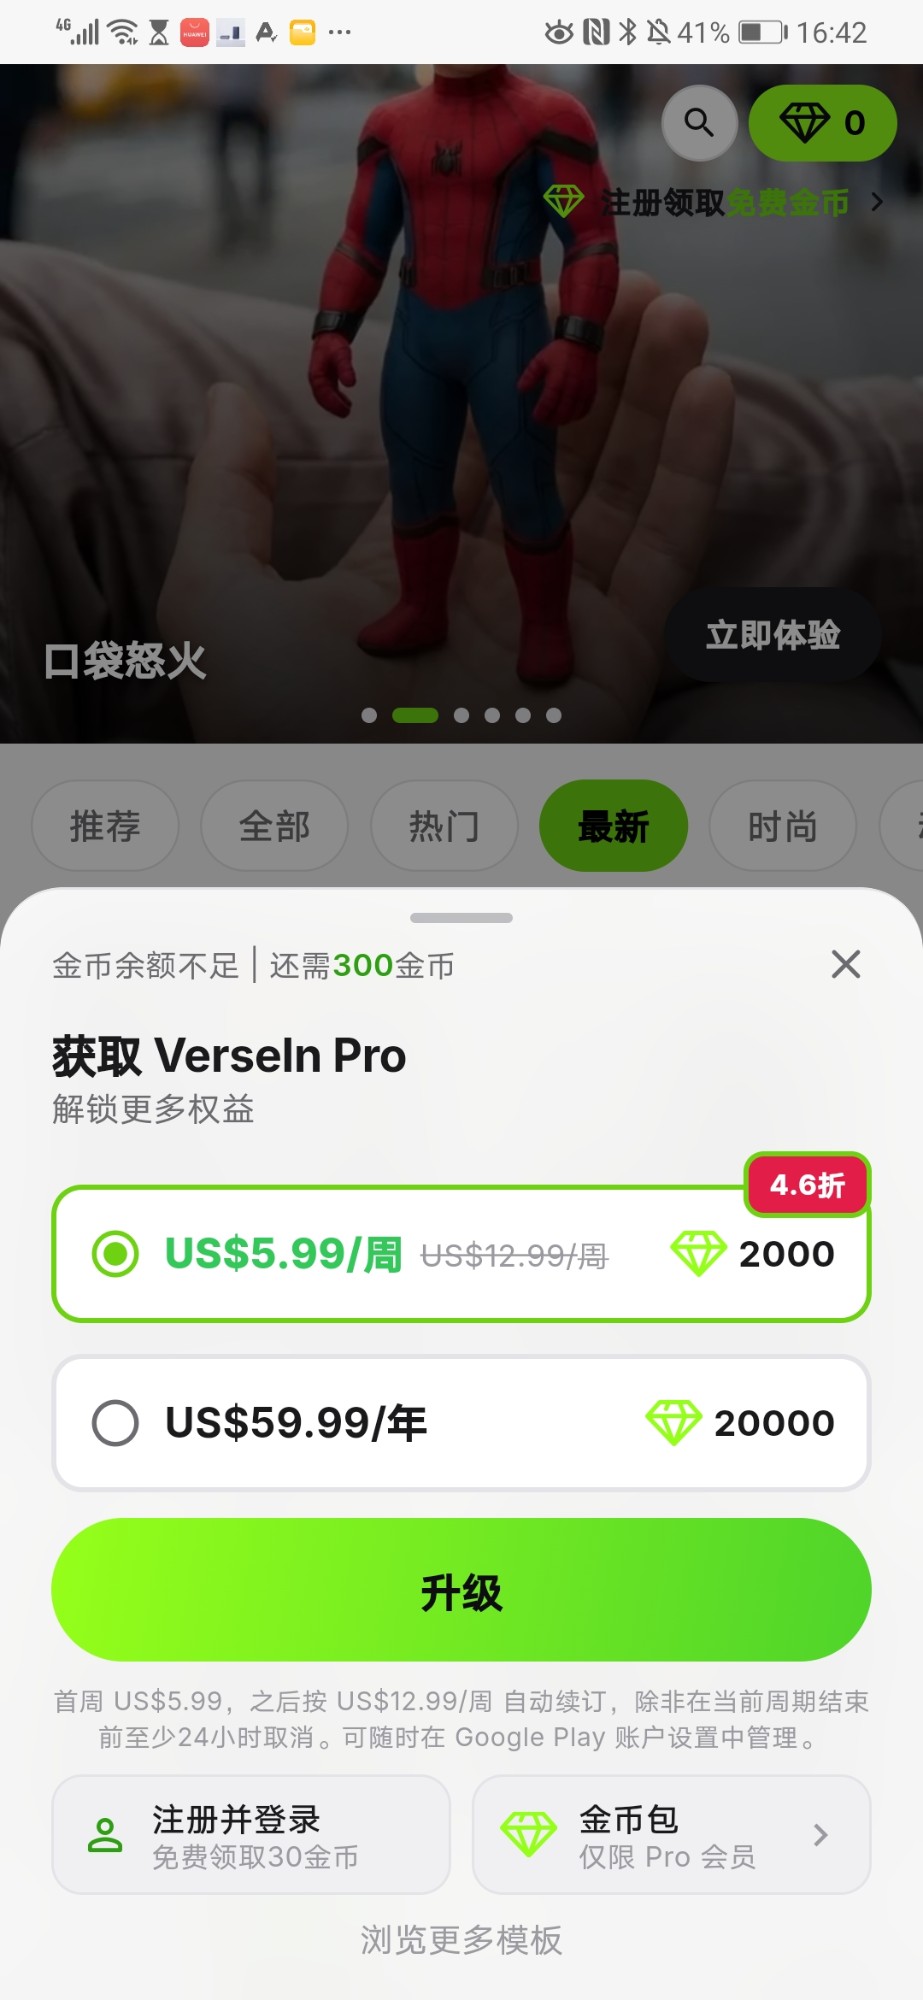 4G
HUAWEI
41%
16:42
0
注册领取免费金币
口袋怒火
立即体验
推荐
全部
热门
最新
时尚
金币余额不足 | 还需300金币
获取 VerseIn Pro
解锁更多权益
4.6折
US$5.99/周 US$12.99/周 2000
US$59.99/年 20000
升级
首周 US$5.99，之后按 US$12.99/周 自动续订，除非在当前周期结束
前至少24小时取消。可随时在 Google Play 账户设置中管理。
注册并登录
免费领取30金币
金币包
仅限 Pro 会员
浏览更多模板